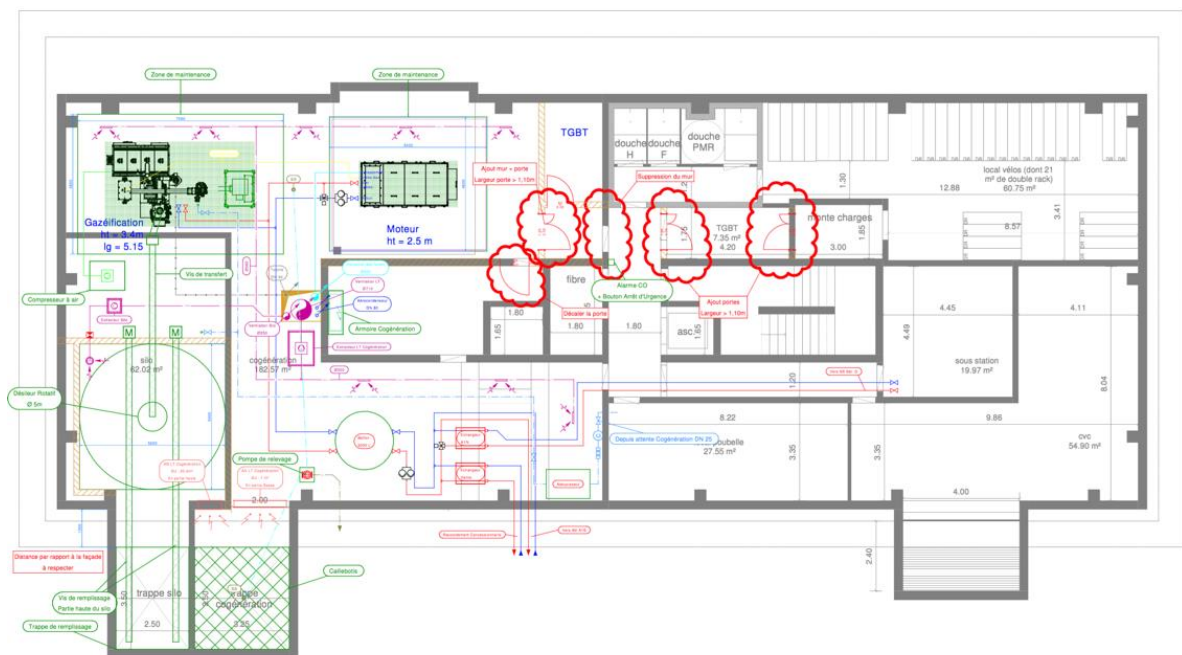 Zone de maintenance
Zone de maintenance
TGBT
douche
H
douche
F
douche
PMR
Ajout mur + porte
Largeur porte > 1,10m
Suppression du mur
local vélos (dont 21
m² de double rack)
60.75 m²
12.88
1.30
3.41
8.57
Gazéification
ht = 3.4m
lg = 5.15
Moteur
ht = 2.5 m
TGBT
7.35 m²
4.20
1.75
monte charges
3.00
1.85
Vis de transfert
Compresseur à air
fibre
Alarme CO
+ Bouton Arrêt d'Urgence
Ajout portes
Largeur > 1,10m
Décaler la porte
Armoire Cogénération
1.80
1.65
1.80
1.80
asc.
1.65
4.45
4.11
4.49
M
M
silo
62.02 m²
cogénération
182.57 m²
sous station
19.97 m²
8.04
1.20
Désileur Rotatif
Ø 5m
8.22
9.86
Depuis attente Cogénération DN 25
27.55 m²
3.35
3.35
cvc
54.90 m²
Pompe de relevage
2.00
4.00
Distance par rapport à la façade
à respecter
2.40
Caillebotis
Vis de remplissage
Partie haute du silo
trappe silo
3.50
trappe
cogénération
3.50
Trappe de remplissage
2.50
3.25